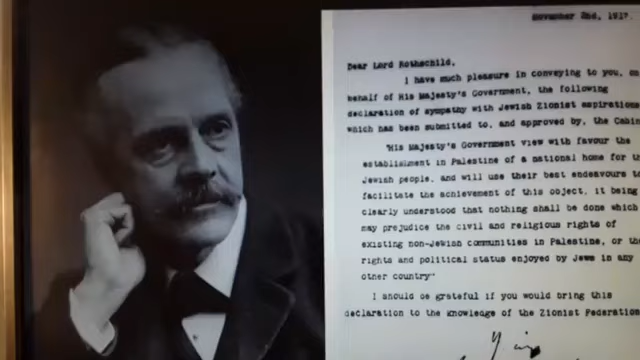 November 2nd, 1917.
Dear Lord Rothschild,
I have much pleasure in conveying to you, on
behalf of His Majesty's Government, the following
declaration of sympathy with Jewish Zionist aspirations
which has been submitted to, and approved by, the Cabin
"His Majesty's Government view with favour the
establishment in Palestine of a national home for th
Jewish people, and will use their best endeavours to
facilitate the achievement of this object, it being
clearly understood that nothing shall be done which
may prejudice the civil and religious rights of
existing non-Jewish communities in Palestine, or th
rights and political status enjoyed by Jews in any
other country"
I should be grateful if you would bring this
declaration to the knowledge of the Zionist Federation